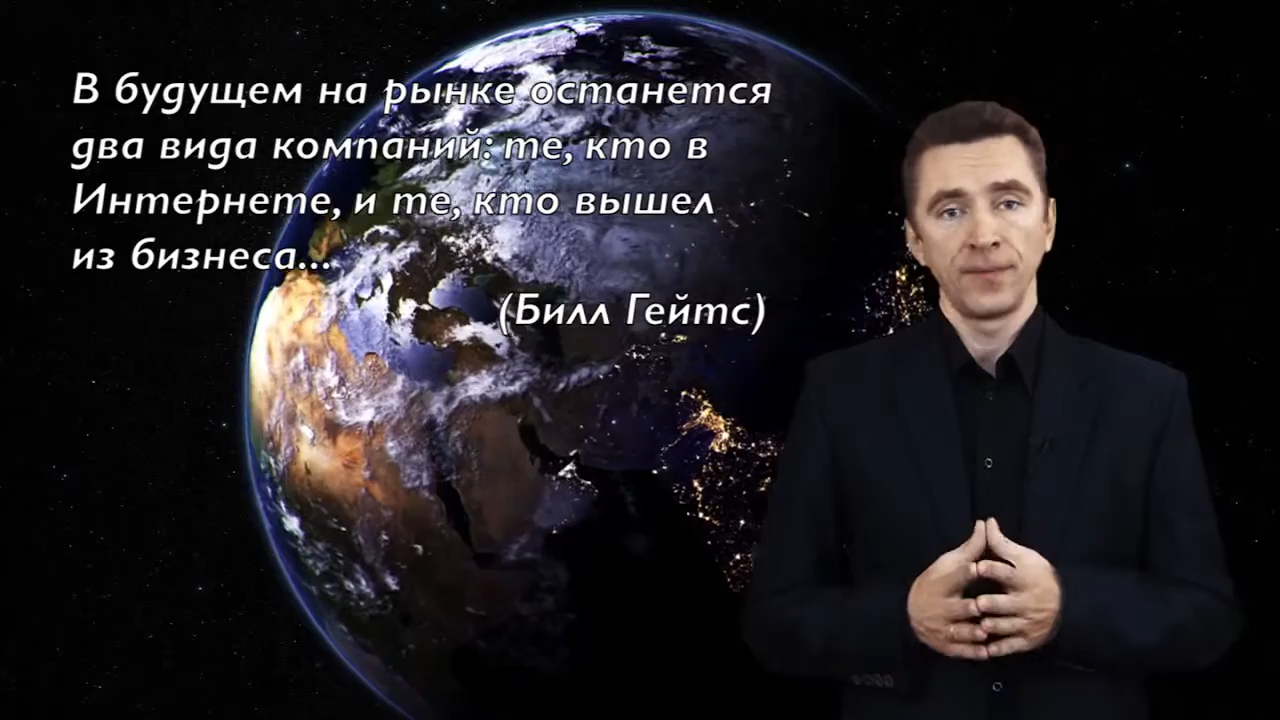 В будущем на рынке останется
два вида компаний: те, кто в
Интернете, и те, кто вышел
из бизнеса...
(Билл Гейтс)